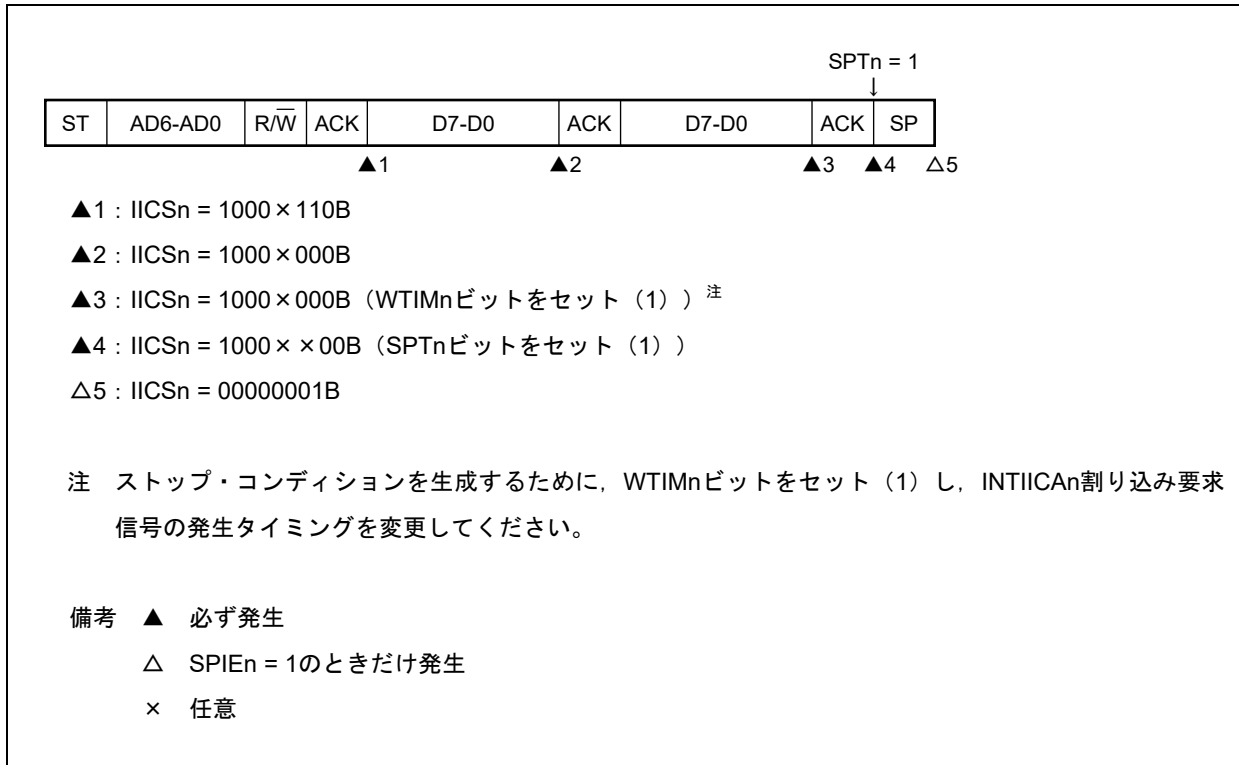 SPTn = 1
↓
ST AD6-AD0 R/W̅ ACK D7-D0 ACK D7-D0 ACK SP
▲1 ▲2 ▲3 ▲4 △5
▲1：IICSn = 1000×110B
▲2：IICSn = 1000×000B
▲3：IICSn = 1000×000B（WTIMnビットをセット（1））注
▲4：IICSn = 1000××00B（SPTnビットをセット（1））
△5：IICSn = 00000001B
注 ストップ・コンディションを生成するために，WTIMnビットをセット（1）し，INTIICAn割り込み要求
信号の発生タイミングを変更してください。
備考 ▲ 必ず発生
△ SPIEn = 1のときだけ発生
× 任意